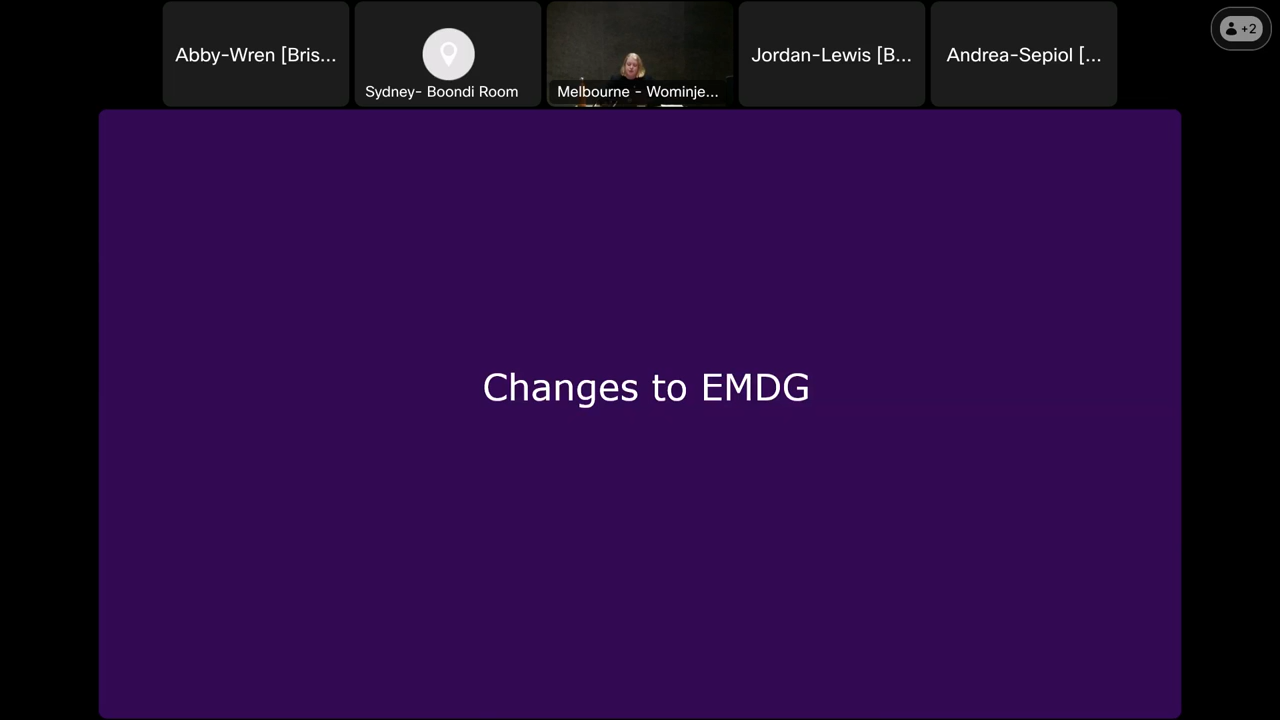 Abby-Wren [Bris...
Sydney- Boondi Room
Melbourne - Wominje...
Jordan-Lewis [B...
Andrea-Sepiol [...
+2
Changes to EMDG